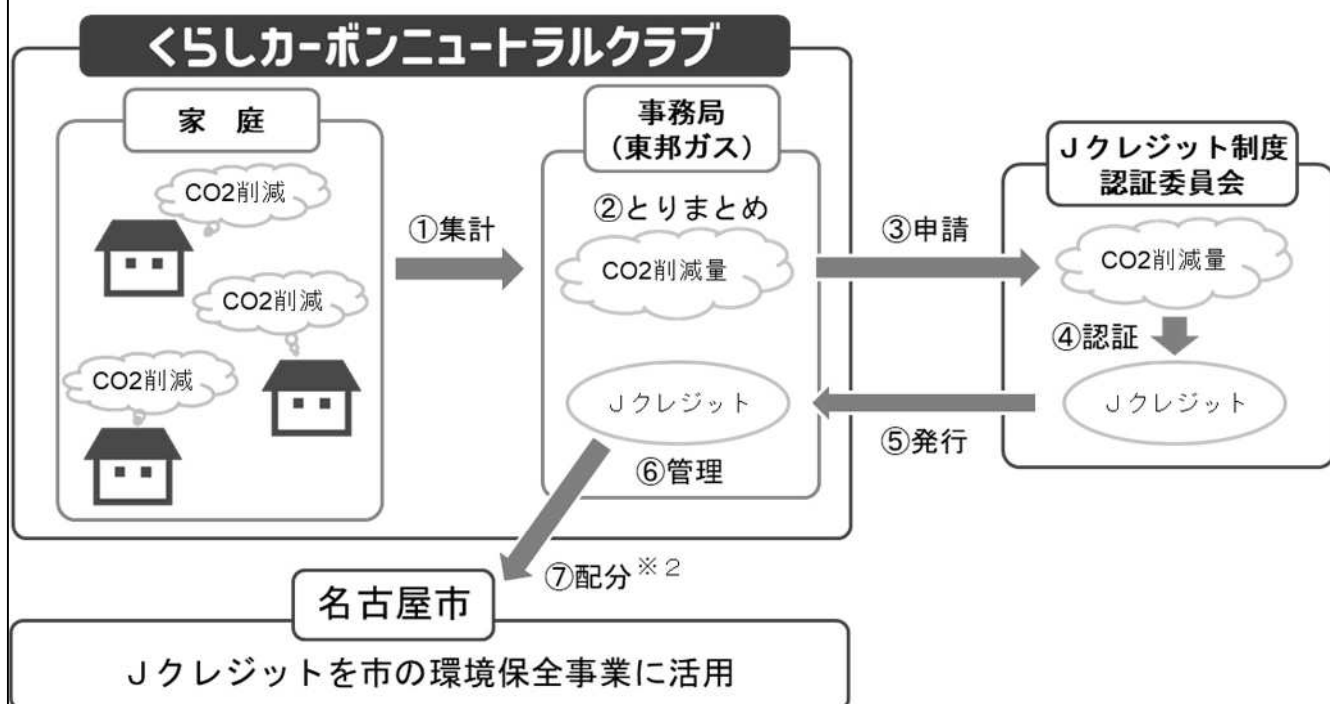 くらしカーボンニュートラルクラブ
家 庭
CO2削減
CO2削減
CO2削減
①集計
事務局
(東邦ガス)
②とりまとめ
CO2削減量
Jクレジット
⑥管理
③申請
Jクレジット制度
認証委員会
CO2削減量
④認証
Jクレジット
⑤発行
⑦配分※2
名古屋市
Jクレジットを市の環境保全事業に活用